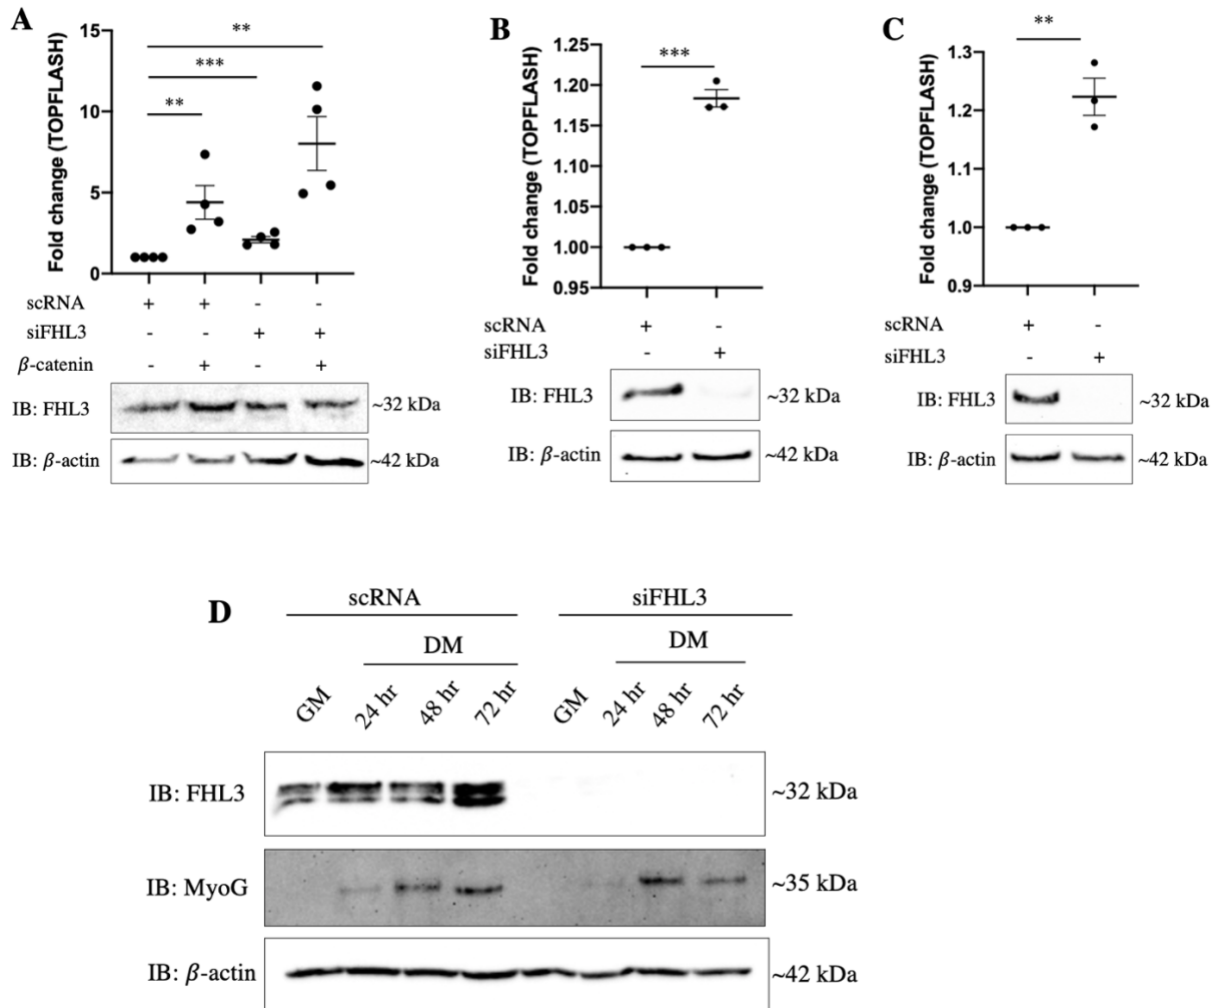 A
Fold change (TOPFLASH)
15
10
5
0
**
***
**
scRNA + + - -
siFHL3 - - + +
β-catenin - + - +
IB: FHL3 ~32 kDa
IB: β-actin ~42 kDa
B
Fold change (TOPFLASH)
1.25
1.20
1.15
1.10
1.05
1.00
0.95
***
scRNA + -
siFHL3 - +
IB: FHL3 ~32 kDa
IB: β-actin ~42 kDa
C
Fold change (TOPFLASH)
1.3
1.2
1.1
1.0
0.9
**
scRNA + -
siFHL3 - +
IB: FHL3 ~32 kDa
IB: β-actin ~42 kDa
D
scRNA siFHL3
DM DM
GM 24 hr 48 hr 72 hr GM 24 hr 48 hr 72 hr
IB: FHL3 ~32 kDa
IB: MyoG ~35 kDa
IB: β-actin ~42 kDa